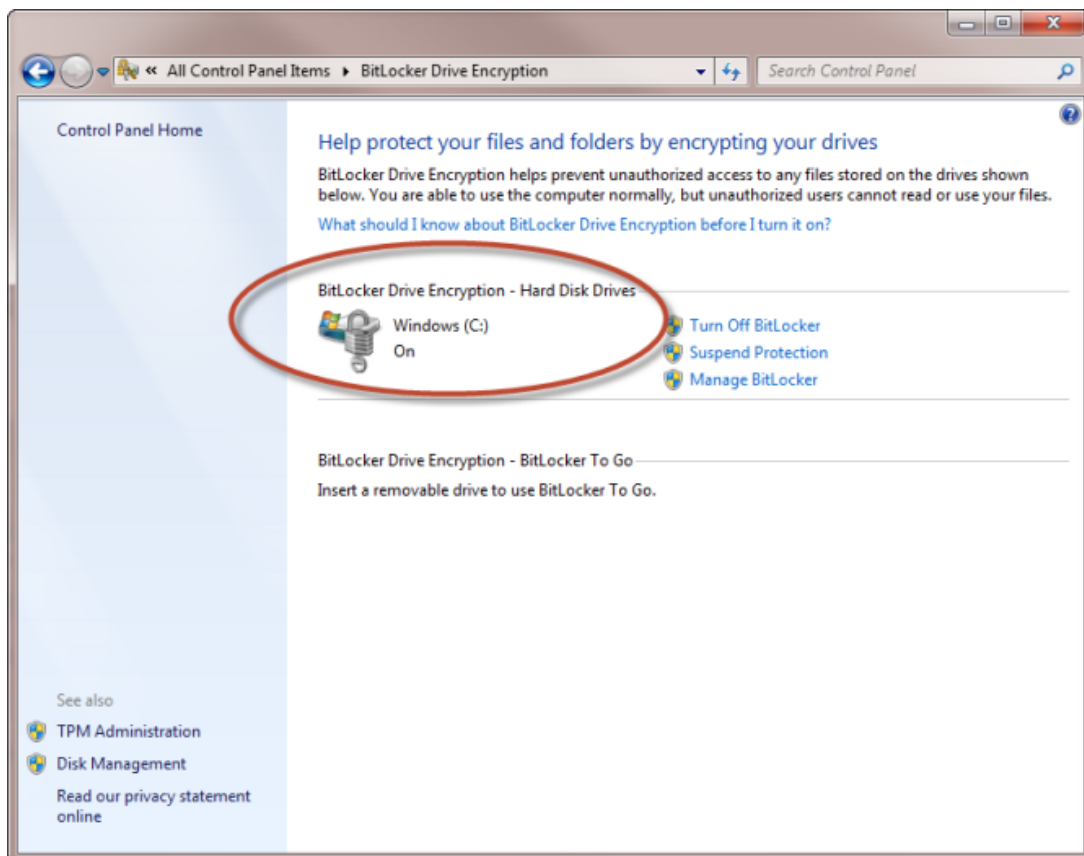 « All Control Panel Items ▸ BitLocker Drive Encryption
Search Control Panel
Control Panel Home
Help protect your files and folders by encrypting your drives
BitLocker Drive Encryption helps prevent unauthorized access to any files stored on the drives shown
below. You are able to use the computer normally, but unauthorized users cannot read or use your files.
What should I know about BitLocker Drive Encryption before I turn it on?
BitLocker Drive Encryption - Hard Disk Drives
Windows (C:)
On
Turn Off BitLocker
Suspend Protection
Manage BitLocker
BitLocker Drive Encryption - BitLocker To Go
Insert a removable drive to use BitLocker To Go.
See also
TPM Administration
Disk Management
Read our privacy statement
online